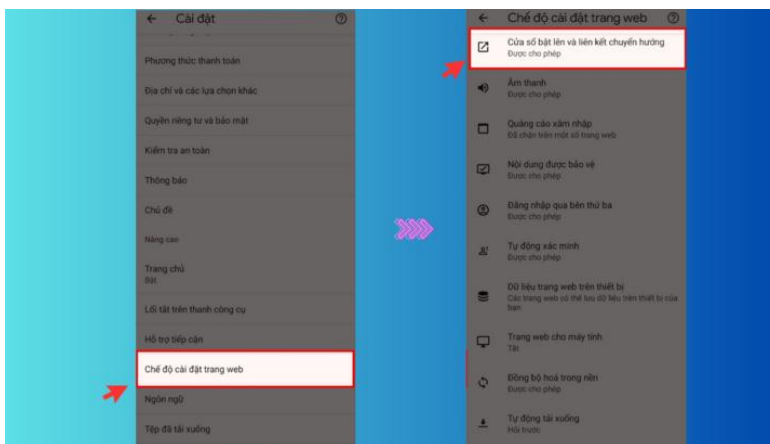 Cài đặt
Phương thức thanh toán
Địa chỉ và các lựa chọn khác
Quyền riêng tư và bảo mật
Kiểm tra an toàn
Thông báo
Chủ đề
Nâng cao
Trang chủ
Bật
Lối tắt trên thanh công cụ
Hỗ trợ tiếp cận
Chế độ cài đặt trang web
Ngôn ngữ
Tệp đã tải xuống
Chế độ cài đặt trang web
Cửa sổ bật lên và liên kết chuyển hướng
Được cho phép
Âm thanh
Được cho phép
Quảng cáo xâm nhập
Đã chặn trên một số trang web
Nội dung được bảo vệ
Được cho phép
Đăng nhập qua bên thứ ba
Được cho phép
Tự động xác minh
Được cho phép
Dữ liệu trang web trên thiết bị
Các trang web có thể lưu dữ liệu trên thiết bị của
bạn
Trang web cho máy tính
Tắt
Đồng bộ hoá trong nền
Được cho phép
Tự động tải xuống
Hỏi trước